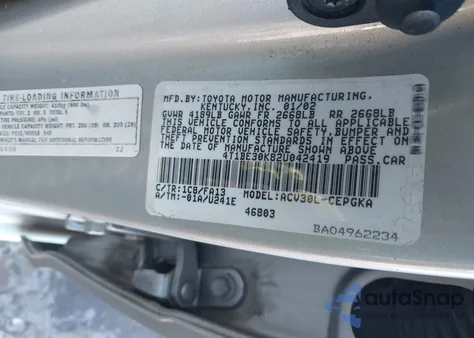 TIRE-LOADING INFORMATION
MFD.BY:TOYOTA MOTOR MANUFACTURING,
KENTUCKY,INC. 01/02
GVWR 4189LB GAWR FR 2668LB RR 2668LB
THIS VEHICLE CONFORMS TO ALL APPLICABLE
FEDERAL MOTOR VEHICLE SAFETY, BUMPER, AND
THEFT PREVENTION STANDARDS IN EFFECT ON
THE DATE OF MANUFACTURE SHOWN ABOVE
4T1BE30K82U042419 PASS.CAR
C/TR:1C8/FA13 MODEL:ACV30L-CEPGKA
A/TM:-01A/U241E
46803
BA04962234
AutoSnap